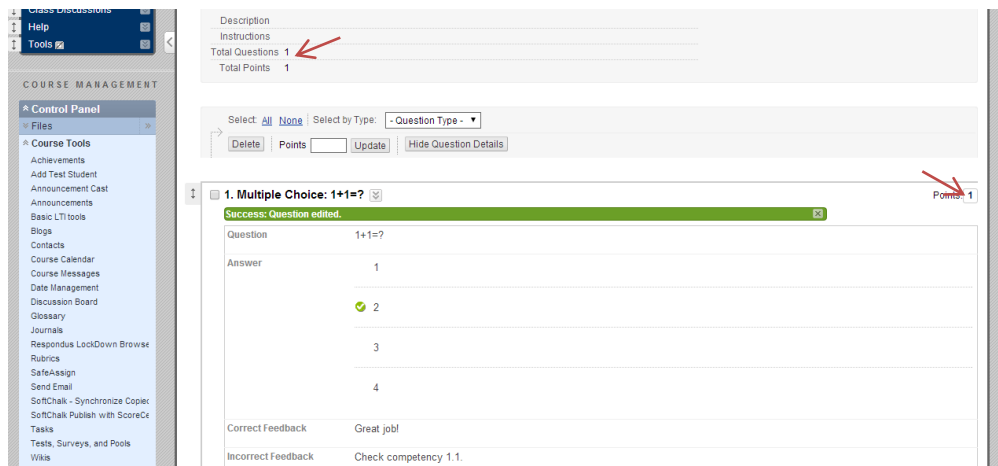 Class Discussions
Help
Tools
COURSE MANAGEMENT
Control Panel
Files
Course Tools
Achievements
Add Test Student
Announcement Cast
Announcements
Basic LTI tools
Blogs
Contacts
Course Calendar
Course Messages
Date Management
Discussion Board
Glossary
Journals
Respondus LockDown Browse
Rubrics
SafeAssign
Send Email
SoftChalk - Synchronize Copiec
SoftChalk Publish with ScoreCe
Tasks
Tests, Surveys, and Pools
Wikis
Description
Instructions
Total Questions 1
Total Points 1
Select: All None Select by Type: - Question Type -
Delete Points Update Hide Question Details
1. Multiple Choice: 1+1=? Points: 1
Success: Question edited.
Question 1+1=?
Answer 1
2
3
4
Correct Feedback Great job!
Incorrect Feedback Check competency 1.1.